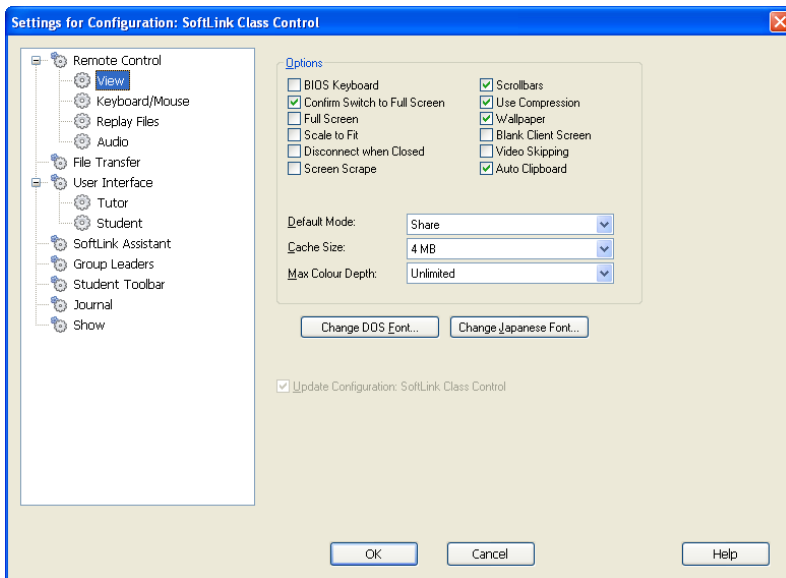 Settings for Configuration: SoftLink Class Control
Remote Control
View
Keyboard/Mouse
Replay Files
Audio
File Transfer
User Interface
Tutor
Student
SoftLink Assistant
Group Leaders
Student Toolbar
Journal
Show
Options
BIOS Keyboard
Confirm Switch to Full Screen
Full Screen
Scale to Fit
Disconnect when Closed
Screen Scrape
Scrollbars
Use Compression
Wallpaper
Blank Client Screen
Video Skipping
Auto Clipboard
Default Mode: Share
Cache Size: 4 MB
Max Colour Depth: Unlimited
Change DOS Font... Change Japanese Font...
Update Configuration: SoftLink Class Control
OK Cancel Help